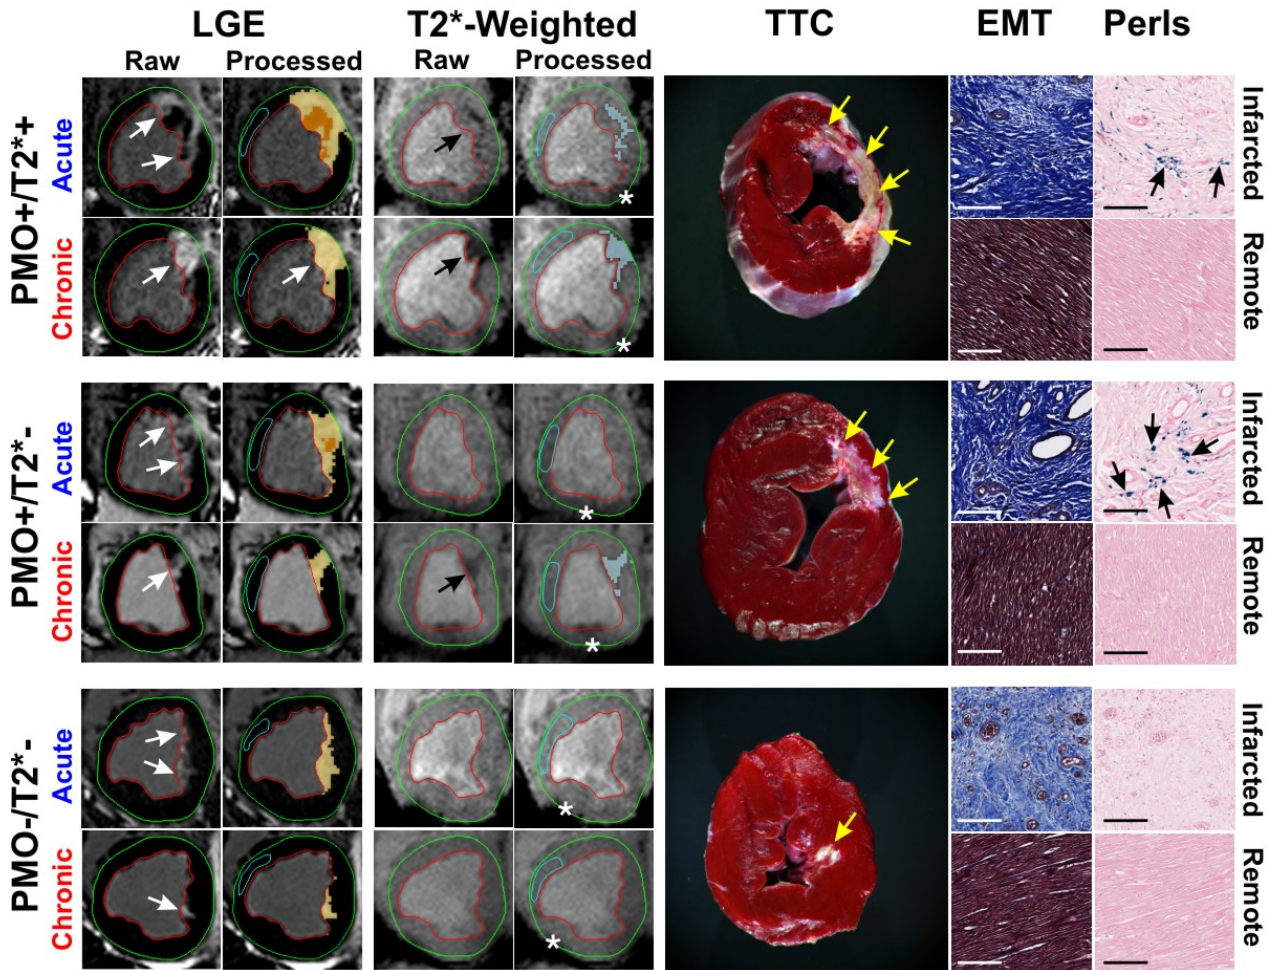 LGE T2*-Weighted TTC EMT Perls
Raw Processed Raw Processed
PMO+/T2*+
Acute
Chronic
Infarcted
Remote
*
*
PMO+/T2*-
Acute
Chronic
Infarcted
Remote
*
*
PMO-/T2*-
Acute
Chronic
Infarcted
Remote
*
*